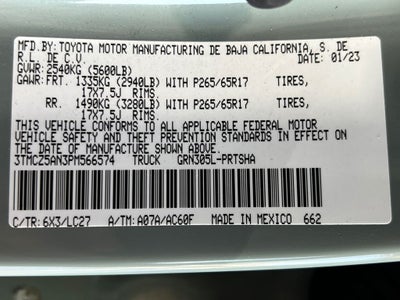 MFD.BY: TOYOTA MOTOR MANUFACTURING DE BAJA CALIFORNIA, S. DE
R.L. DE C.V. DATE: 01/23
GVWR: 2540KG (5600LB)
GAWR: FRT. 1335KG (2940LB) WITH P265/65R17 TIRES,
17X7.5J RIMS
RR. 1490KG (3280LB) WITH P265/65R17 TIRES,
17X7.5J RIMS.
THIS VEHICLE CONFORMS TO ALL APPLICABLE FEDERAL MOTOR
VEHICLE SAFETY AND THEFT PREVENTION STANDARDS IN EFFECT ON
THE DATE OF MANUFACTURE SHOWN ABOVE.
3TMCZ5AN3PM566574 TRUCK GRN305L-PRTSHA
C/TR: 6X3/LC27 A/TM: A07A/AC60F MADE IN MEXICO 662